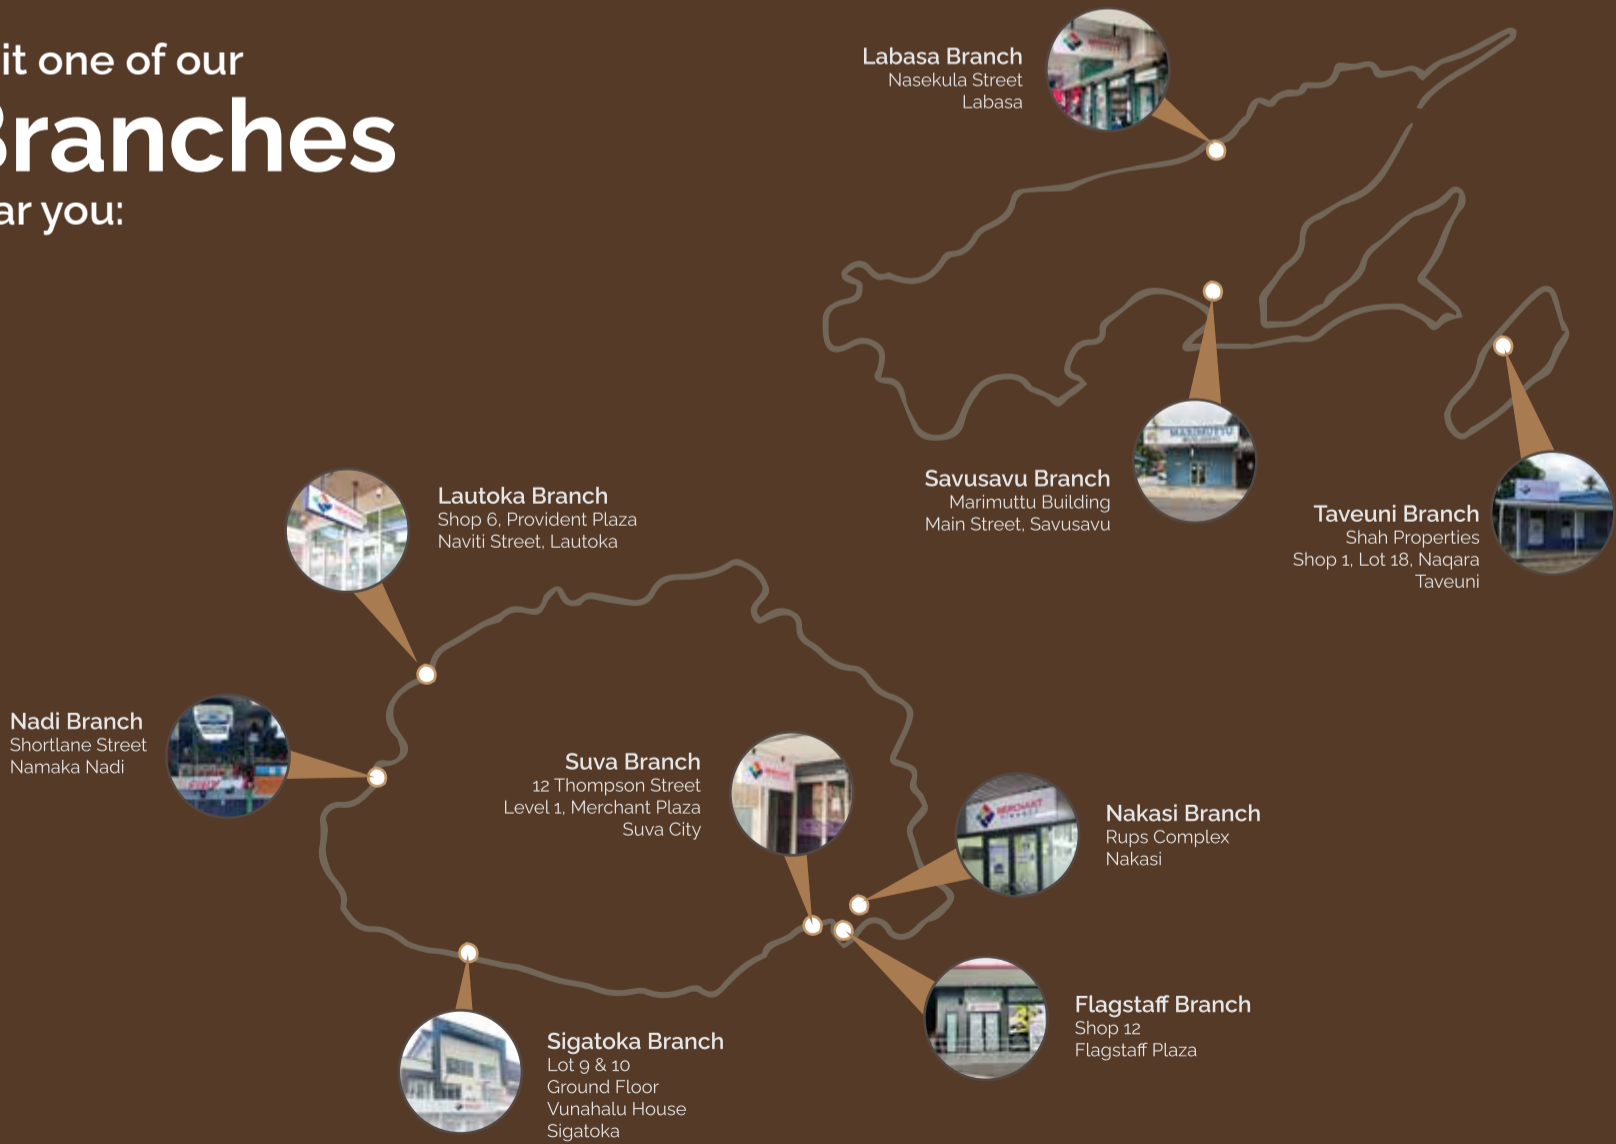 it one of our
Branches
ar you:
Labasa Branch
Nasekula Street
Labasa
Savusavu Branch
Marimuttu Building
Main Street, Savusavu
MARIMUTTU
Taveuni Branch
Shah Properties
Shop 1, Lot 18, Naqara
Taveuni
Lautoka Branch
Shop 6, Provident Plaza
Naviti Street, Lautoka
Nadi Branch
Shortlane Street
Namaka Nadi
Suva Branch
12 Thompson Street
Level 1, Merchant Plaza
Suva City
MERCHANT
Nakasi Branch
Rups Complex
Nakasi
Flagstaff Branch
Shop 12
Flagstaff Plaza
Sigatoka Branch
Lot 9 & 10
Ground Floor
Vunahalu House
Sigatoka